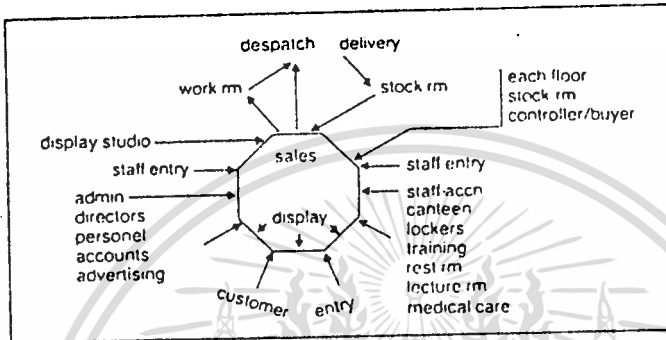 despatch delivery
work rm
stock rm
each floor
stock rm
controller/buyer
display studio
sales
staff entry
staff entry
admin
directors
personel
accounts
advertising
display
staff accn
canteen
lockers
training
rest rm
lecture rm
medical care
customer entry